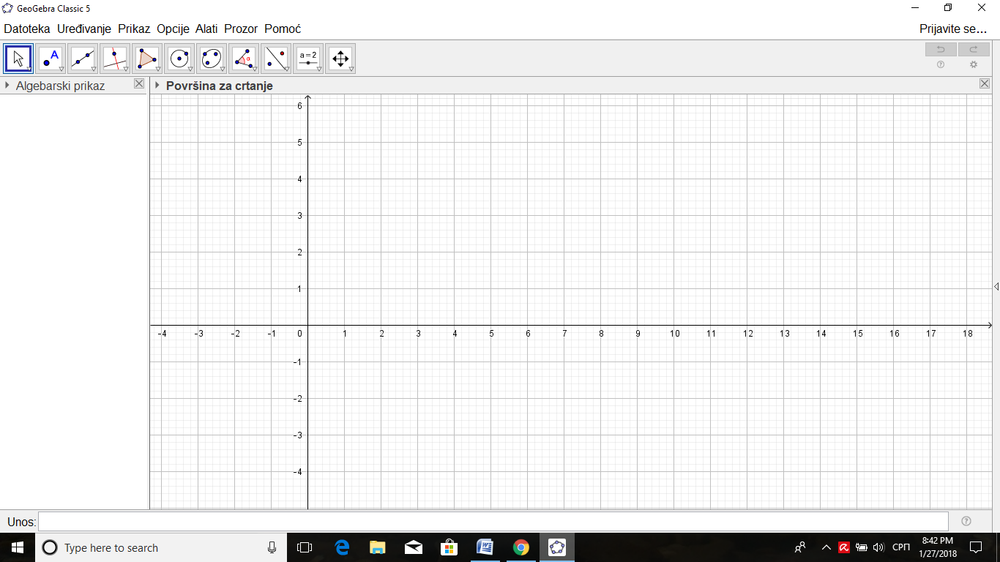 GeoGebra Classic 5
Datoteka Uređivanje Prikaz Opcije Alati Prozor Pomoć Prijavite se...
A α a=2
Algebarski prikaz Površina za crtanje
6
5
4
3
2
1
-4 -3 -2 -1 0 1 2 3 4 5 6 7 8 9 10 11 12 13 14 15 16 17 18
-1
-2
-3
-4
Unos:
Type here to search СРП 8:42 PM
1/27/2018